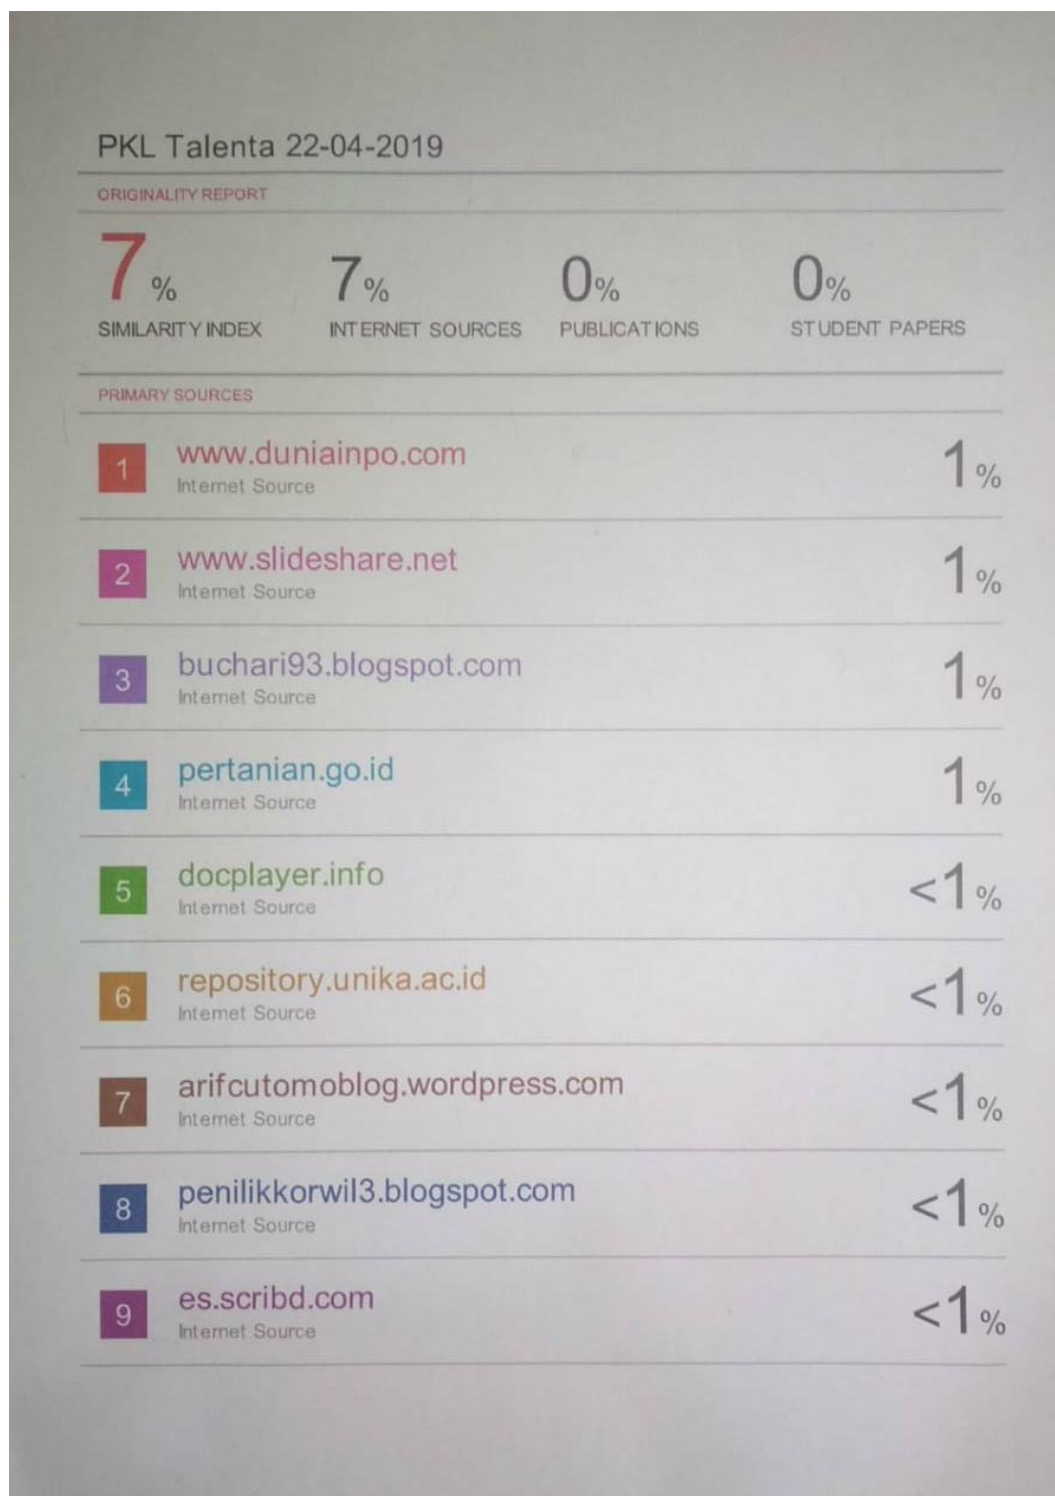 PKL Talenta 22-04-2019
ORIGINALITY REPORT
7% 7% 0% 0%
SIMILARITY INDEX INTERNET SOURCES PUBLICATIONS STUDENT PAPERS
PRIMARY SOURCES
1 www.duniainpo.com 1%
Internet Source
2 www.slideshare.net 1%
Internet Source
3 buchari93.blogspot.com 1%
Internet Source
4 pertanian.go.id 1%
Internet Source
5 docplayer.info <1%
Internet Source
6 repository.unika.ac.id <1%
Internet Source
7 arifcutomoblog.wordpress.com <1%
Internet Source
8 penilikkorwil3.blogspot.com <1%
Internet Source
9 es.scribd.com <1%
Internet Source